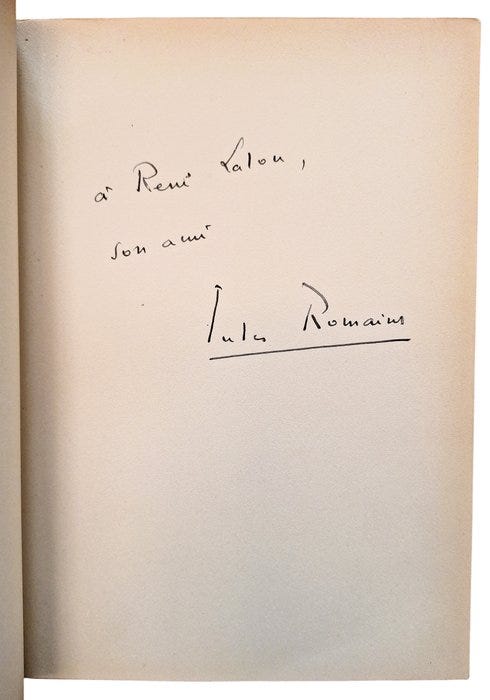 à René Lalou,
son ami
Jules Romains